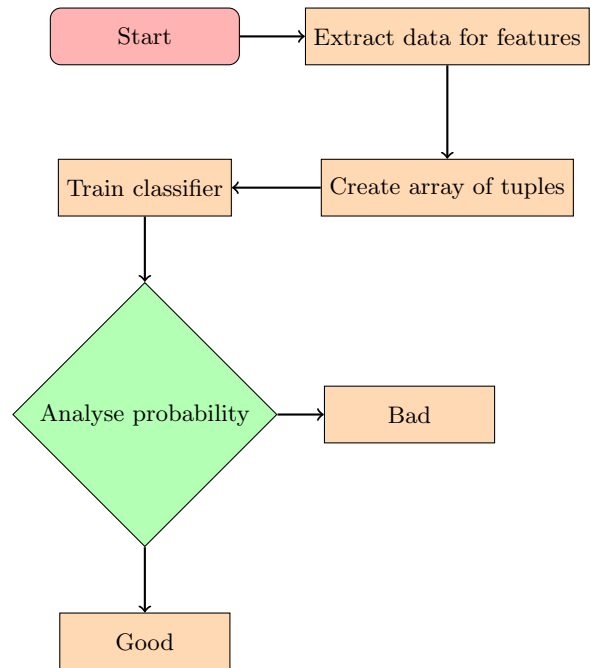 Start
Extract data for features
Create array of tuples
Train classifier
Analyse probability
Bad
Good